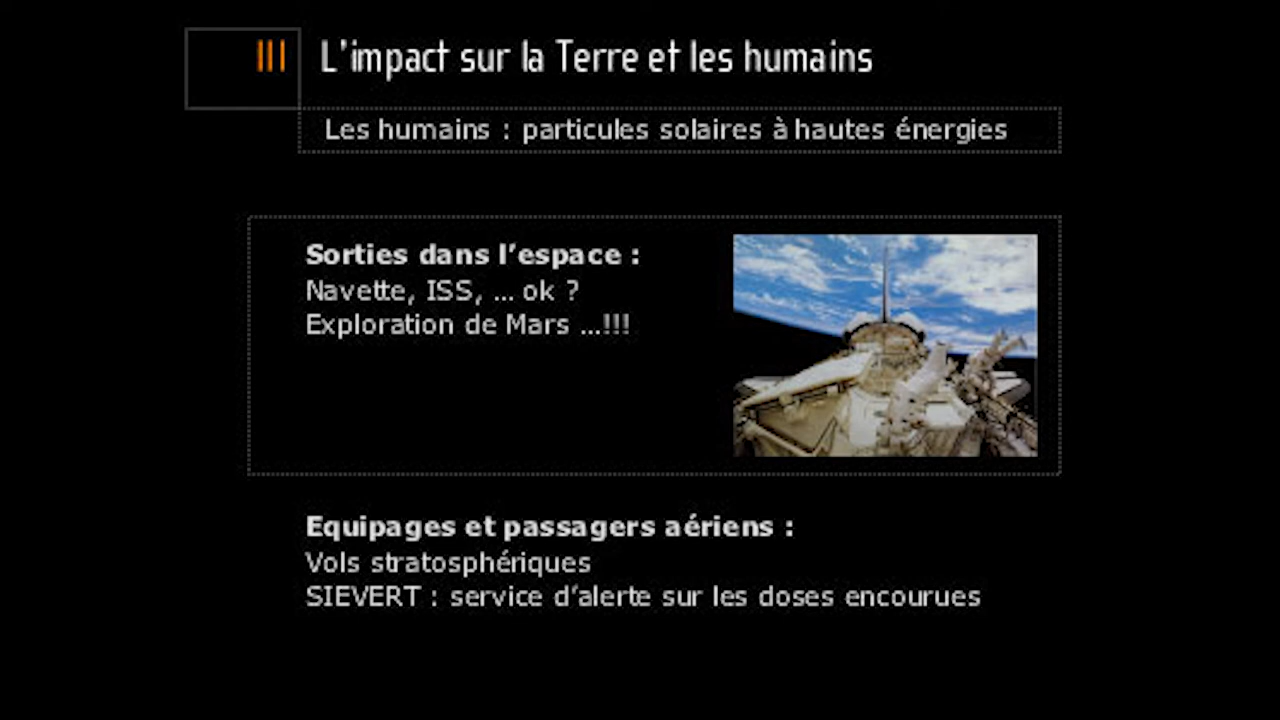 III L'impact sur la Terre et les humains
Les humains : particules solaires à hautes énergies
Sorties dans l'espace :
Navette, ISS, ... ok ?
Exploration de Mars ...!!!
Equipages et passagers aériens :
Vols stratosphériques
SIEVERT : service d'alerte sur les doses encourues